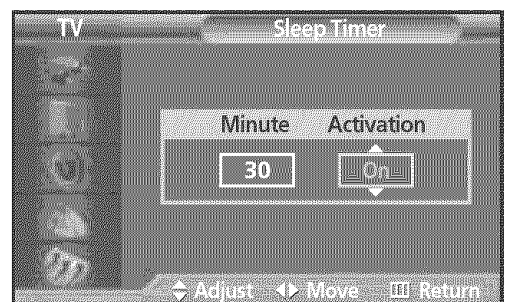 TV Sleep Timer
Minute Activation
30 On
Adjust Move Return